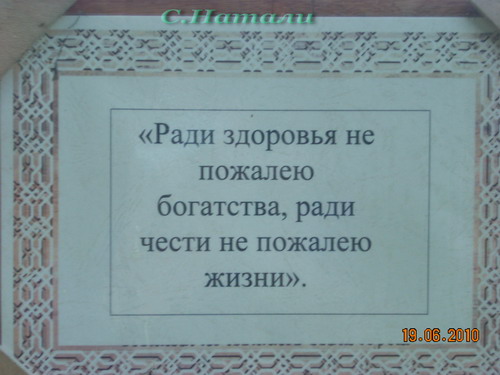 С.Натали
«Ради здоровья не
пожалею
богатства, ради
чести не пожалею
жизни».
19.06.2010